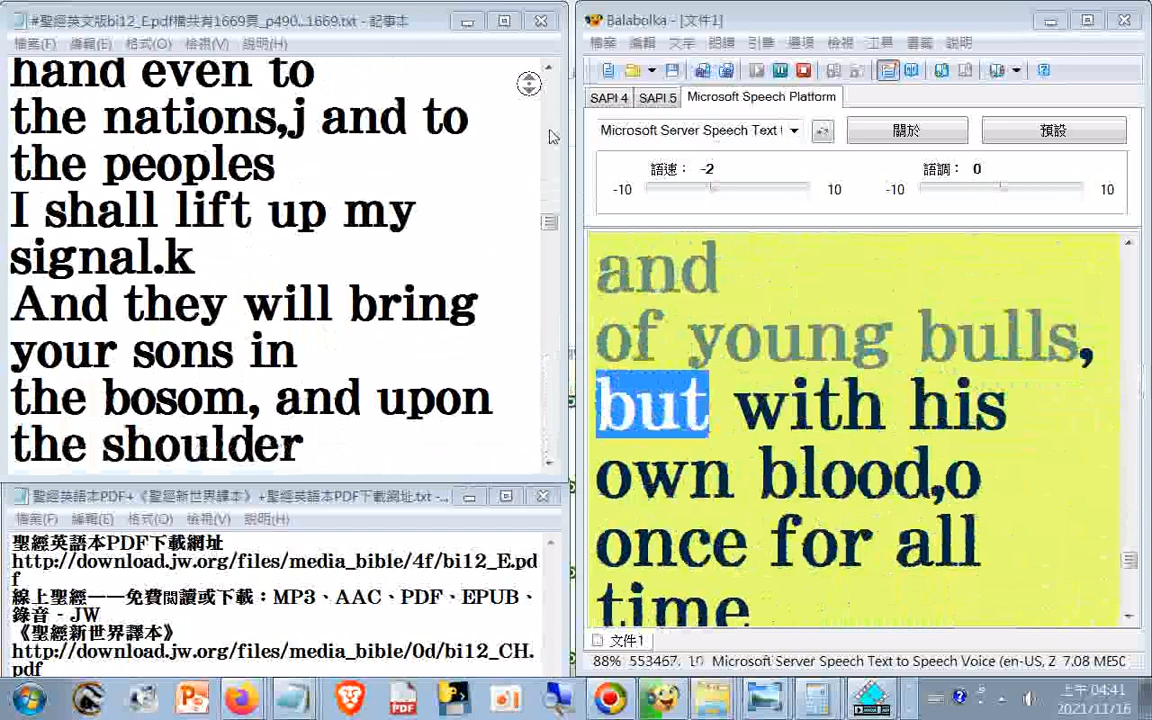 #聖經英文版bi12_E.pdf檔共有1669頁_p490...1669.txt - 記事本
檔案(F) 編輯(E) 格式(O) 檢視(V) 說明(H)
hand even to
the nations,j and to
the peoples
I shall lift up my
signal.k
And they will bring
your sons in
the bosom, and upon
the shoulder
聖經英語本PDF+《聖經新世界譯本》+聖經英語本PDF下載網址.txt - ...
檔案(F) 編輯(E) 格式(O) 檢視(V) 說明(H)
聖經英語本PDF下載網址
http://download.jw.org/files/media_bible/4f/bi12_E.pd
f
線上聖經——免費閱讀或下載：MP3、AAC、PDF、EPUB、
錄音 - JW
《聖經新世界譯本》
http://download.jw.org/files/media_bible/0d/bi12_CH.
pdf
Balabolka - [文件1]
檔案 編輯 文字 朗讀 引擎 選項 檢視 工具 書籤 說明
SAPI 4 SAPI 5 Microsoft Speech Platform
Microsoft Server Speech Text 關於 預設
語速： -2 語調： 0
-10 10 -10 10
and
of young bulls,
but with his
own blood,o
once for all
time
文件1
88% 553467. 10 Microsoft Server Speech Text to Speech Voice (en-US, Z 7.08
上午 04:41
2021/11/16